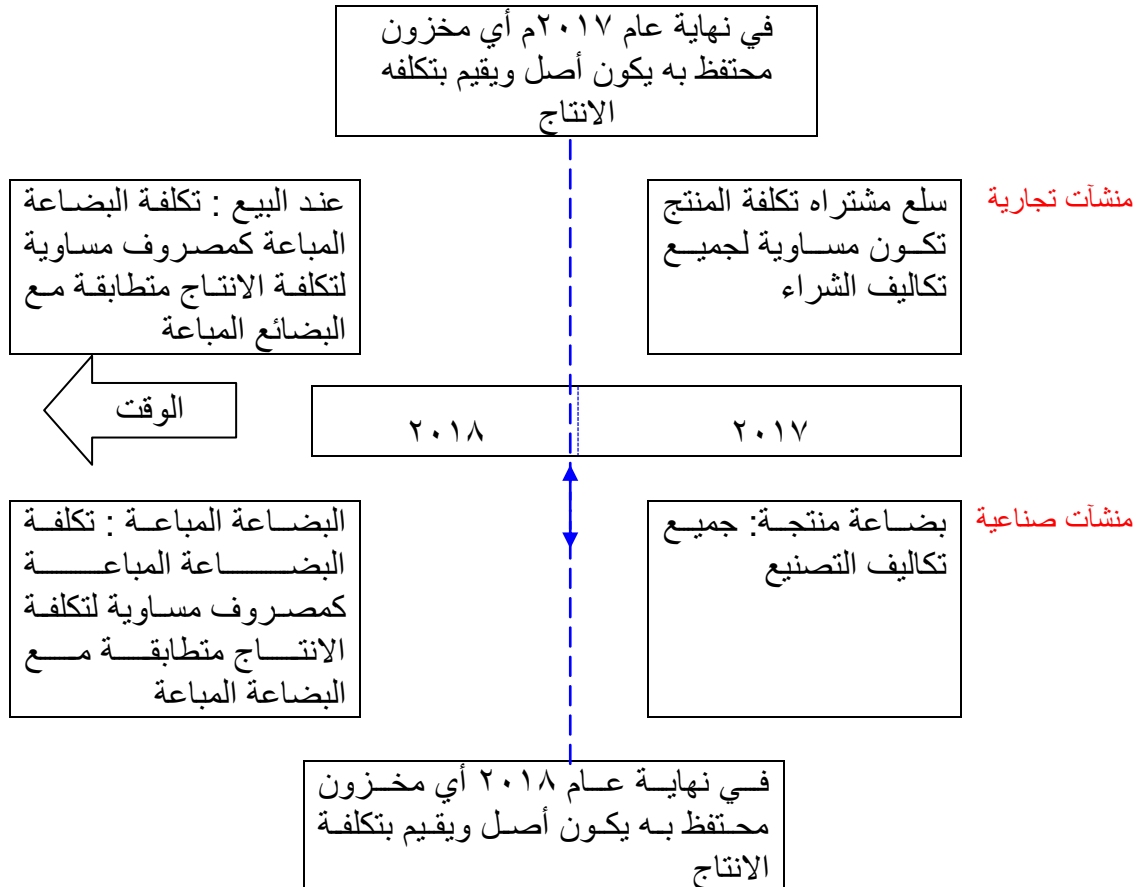 في نهاية عام ٢٠١٧م أي مخزون
محتفظ به يكون أصل ويقيم بتكلفه
الانتاج
منشآت تجارية
سلع مشتراه تكلفة المنتج
تكون مساوية لجميع
تكاليف الشراء
عند البيع : تكلفة البضاعة
المباعة كمصروف مساوية
لتكلفة الانتاج متطابقة مع
البضائع المباعة
٢٠١٧
٢٠١٨
الوقت
منشآت صناعية
بضاعة منتجة: جميع
تكاليف التصنيع
البضاعة المباعة : تكلفة
البضاعة المباعة
كمصروف مساوية لتكلفة
الانتاج متطابقة مع
البضاعة المباعة
في نهاية عام ٢٠١٨ أي مخزون
محتفظ به يكون أصل ويقيم بتكلفة
الانتاج